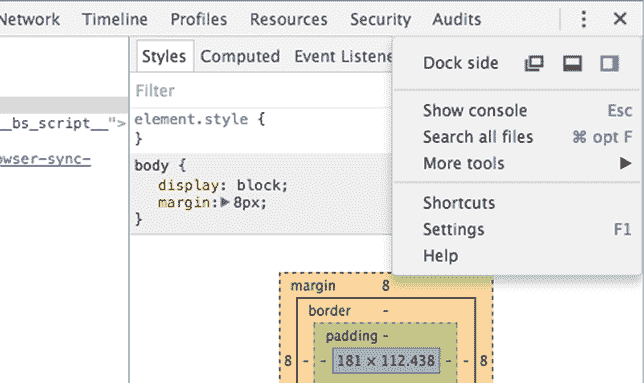 Network Timeline Profiles Resources Security Audits
Styles Computed Event Listene
Dock side
Filter
Show console Esc
Search all files ⌘ opt F
More tools ▶
Shortcuts
Settings F1
Help
__bs_script__">
owser-sync-
element.style {
}
body {
display: block;
margin:▶8px;
}
margin 8
border -
padding -
8 - - 181 × 112.438 - - 8